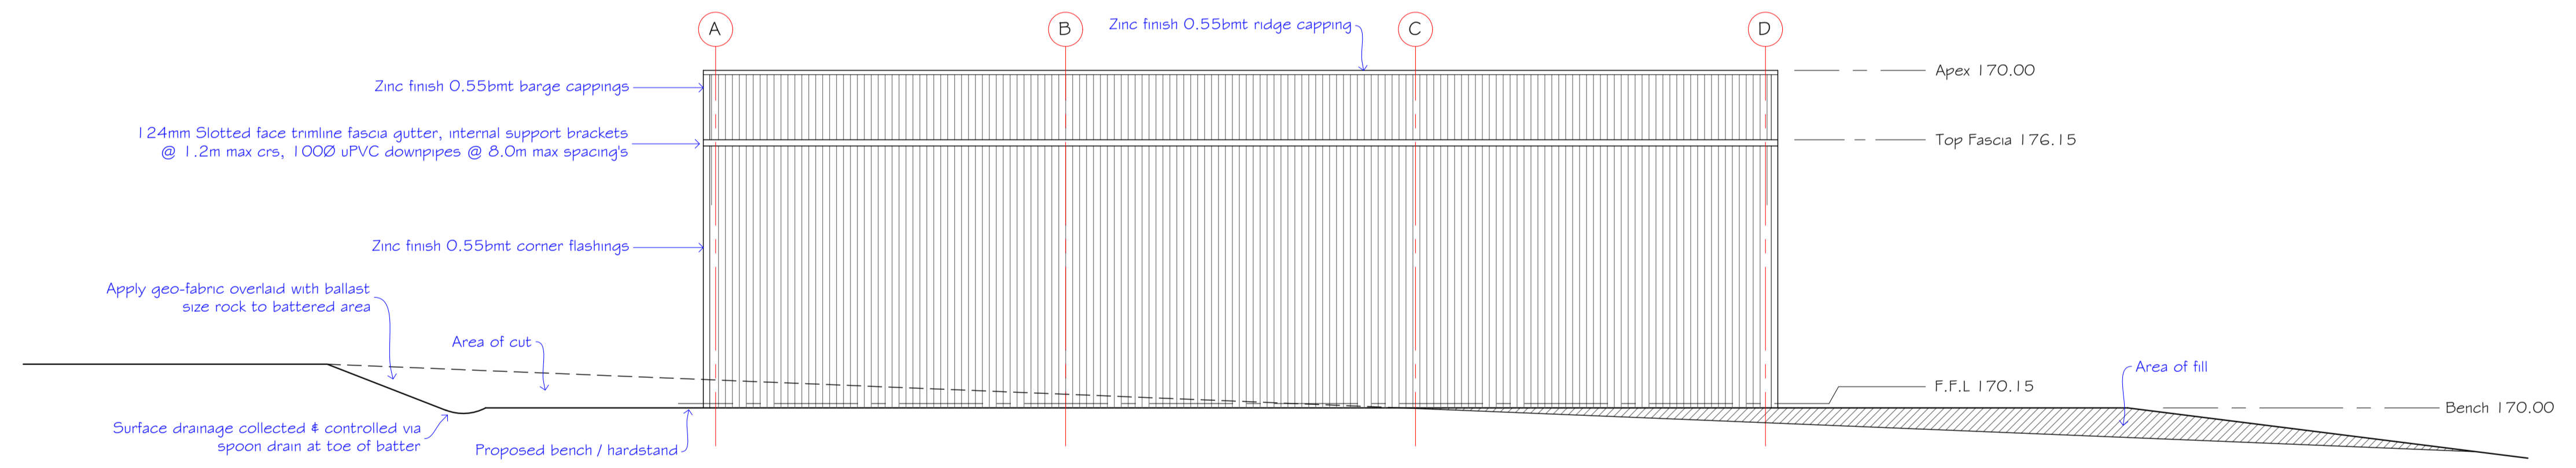 A
B
Zinc finish 0.55bmt ridge capping
C
D
Apex 170.00
Zinc finish 0.55bmt barge cappings
124mm Slotted face trimline fascia gutter, internal support brackets
@ 1.2m max crs, 100Ø uPVC downpipes @ 8.0m max spacing's
Top Fascia 176.15
Zinc finish 0.55bmt corner flashings
Apply geo-fabric overlaid with ballast
size rock to battered area
Area of cut
Area of fill
F.F.L 170.15
Bench 170.00
Surface drainage collected & controlled via
spoon drain at toe of batter
Proposed bench / hardstand